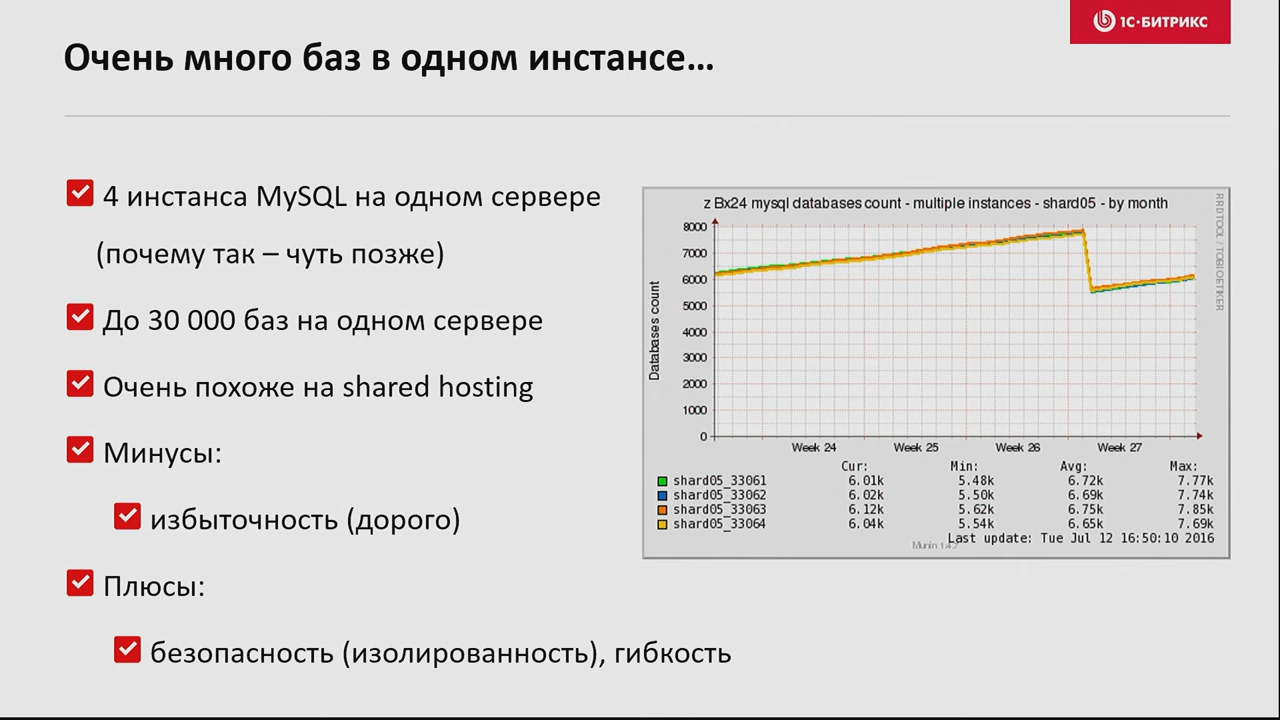 1С-БИТРИКС
Очень много баз в одном инстансе…
4 инстанса MySQL на одном сервере
(почему так – чуть позже)
До 30 000 баз на одном сервере
Очень похоже на shared hosting
Минусы:
избыточность (дорого)
Плюсы:
безопасность (изолированность), гибкость
z Bx24 mysql databases count - multiple instances - shard05 - by month
RRDTOOL / TOBI OETIKER
Databases count
8000
7000
6000
5000
4000
3000
2000
1000
0
Week 24 Week 25 Week 26 Week 27
Cur: Min: Avg: Max:
shard05_33061 6.01k 5.48k 6.72k 7.77k
shard05_33062 6.02k 5.50k 6.69k 7.74k
shard05_33063 6.12k 5.62k 6.75k 7.85k
shard05_33064 6.04k 5.54k 6.65k 7.69k
Last update: Tue Jul 12 16:50:10 2016
Munin